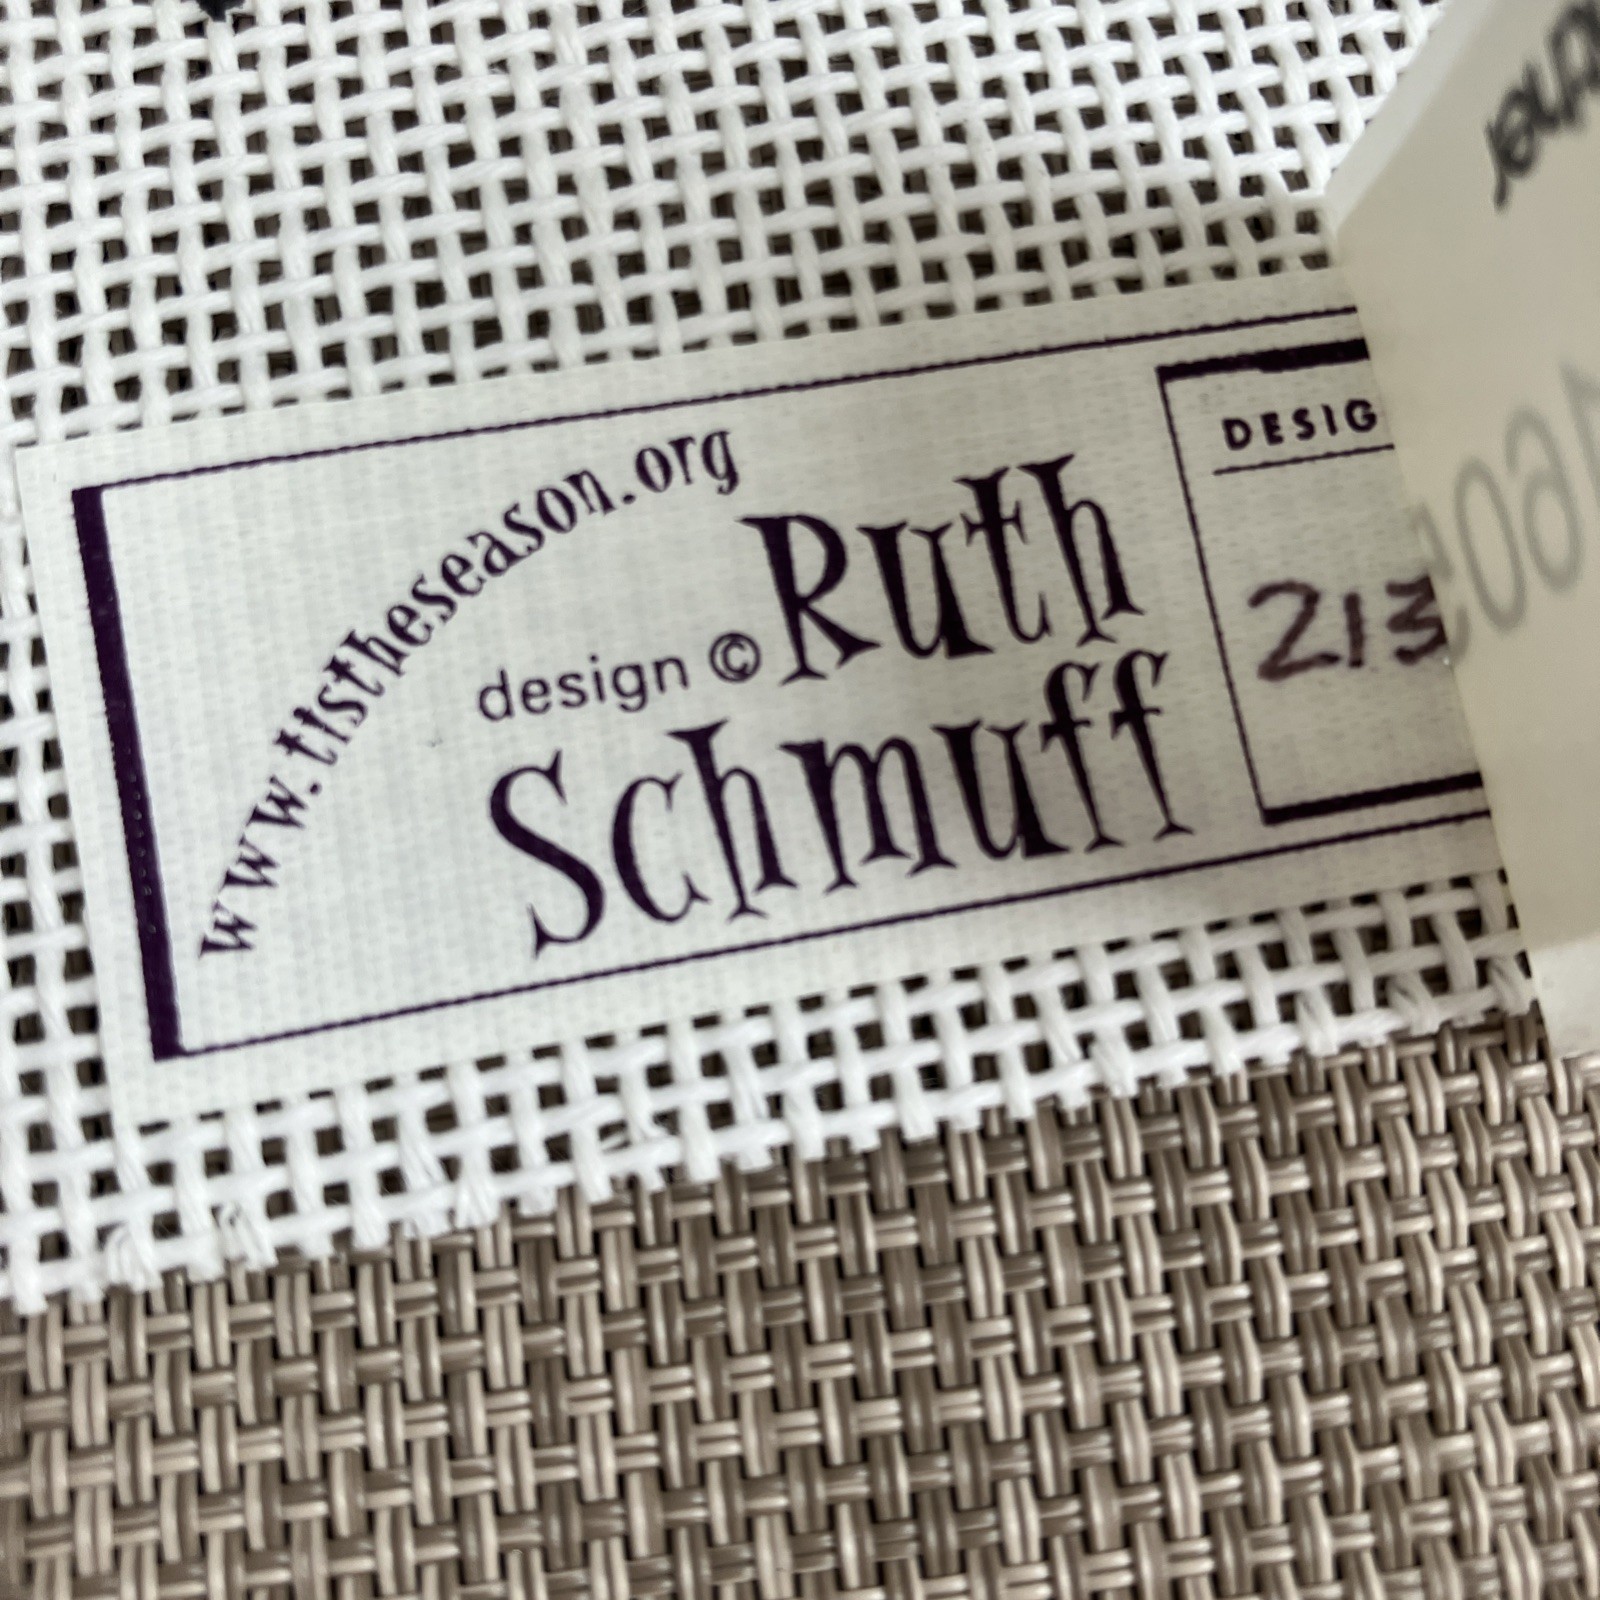 www.tistheseason.org
design © Ruth
Schmuff
DESIG
213